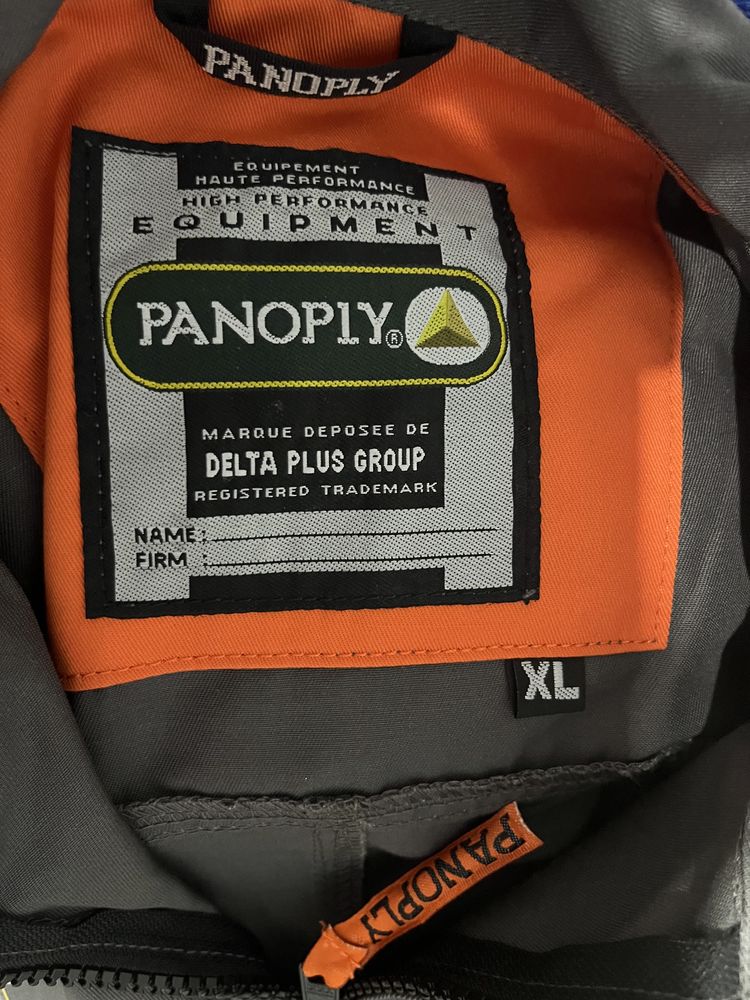 PANOPLY
EQUIPEMENT
HAUTE PERFORMANCE
HIGH PERFORMANCE
EQUIPMENT
PANOPLY®
MARQUE DEPOSEE DE
DELTA PLUS GROUP
REGISTERED TRADEMARK
NAME:
FIRM :
XL
PANOPLY